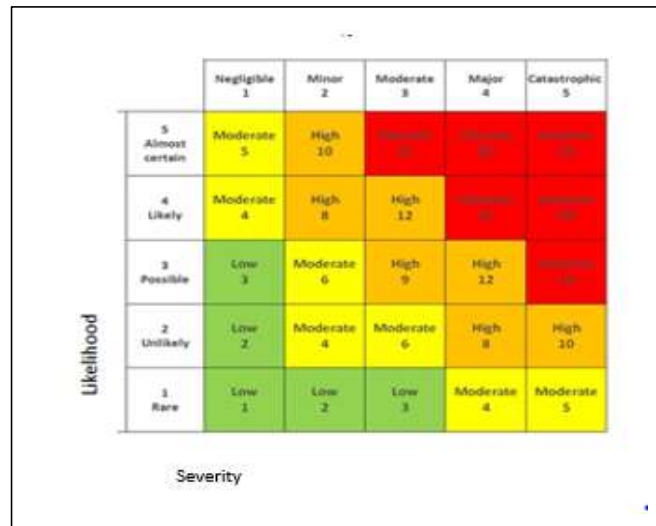 Negligible
1
Minor
2
Moderate
3
Major
4
Catastrophic
5
5
Almost
certain
Moderate
5
High
10
4
Likely
Moderate
4
High
8
High
12
3
Possible
Low
3
Moderate
6
High
9
High
12
2
Unlikely
Low
2
Moderate
4
Moderate
6
High
8
High
10
1
Rare
Low
1
Low
2
Low
3
Moderate
4
Moderate
5
Likelihood
Severity